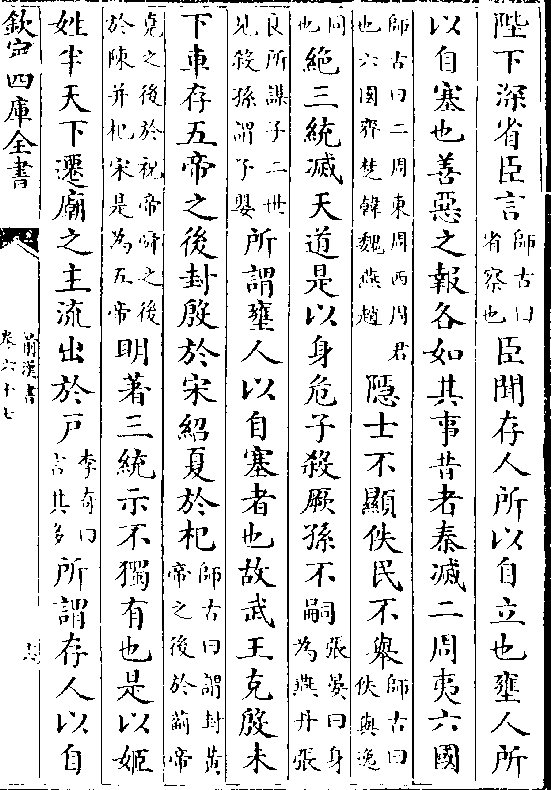 陛下深省臣言師古曰省察也臣聞存人所以自立也壅人所
以自塞也善惡之報各如其事昔者秦滅二周夷六國
師古曰二周東周西周君也六國齊楚韓魏燕趙隱士不顯佚民不舉師古曰佚與逸
同也絶三統滅天道是以身危子殺厥孫不嗣張晏曰身為燕丹張
良所謀子二世見殺孫謂子嬰所謂壅人以自塞者也故武王克殷未
下車存五帝之後封殷於宋紹夏於杞師古曰謂封黃帝之後於薊帝
堯之後於祝帝舜之後於陳并杞宋是為五帝明著三統示不獨有也是以姬
姓半天下遷廟之主流出於戸李奇曰言其多所謂存人以自
欽定四庫全書
前漢書
卷六十七